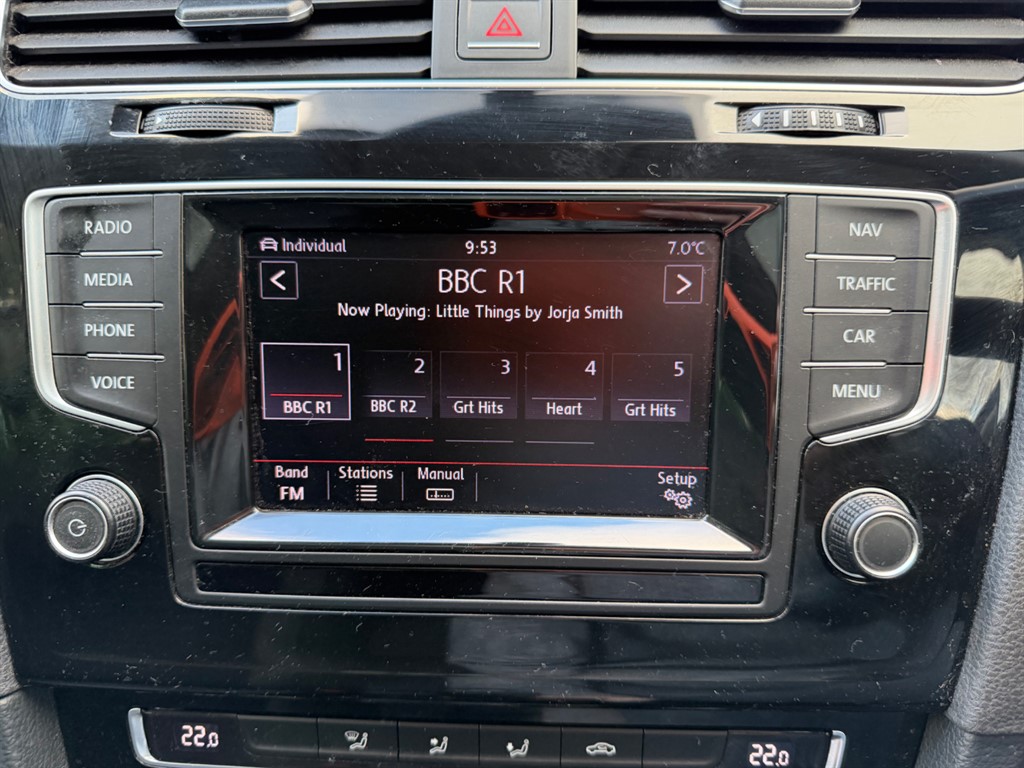 RADIO
MEDIA
PHONE
VOICE
Individual 9:53 7.0°C
BBC R1
Now Playing: Little Things by Jorja Smith
1 2 3 4 5
BBC R1 BBC R2 Grt Hits Heart Grt Hits
Band Stations Manual Setup
FM
NAV
TRAFFIC
CAR
MENU
22.0 22.0